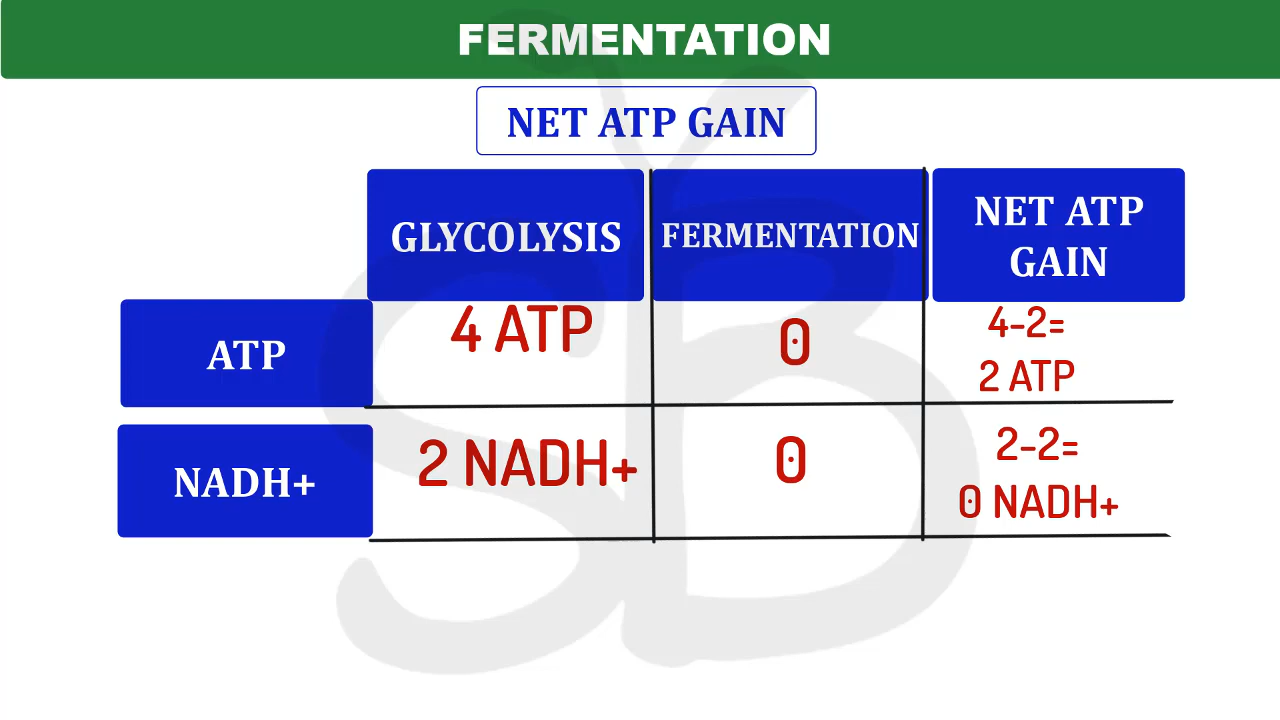 FERMENTATION
NET ATP GAIN
GLYCOLYSIS
FERMENTATION
NET ATP
GAIN
ATP
4 ATP
0
4-2=
2 ATP
NADH+
2 NADH+
0
2-2=
0 NADH+
SB